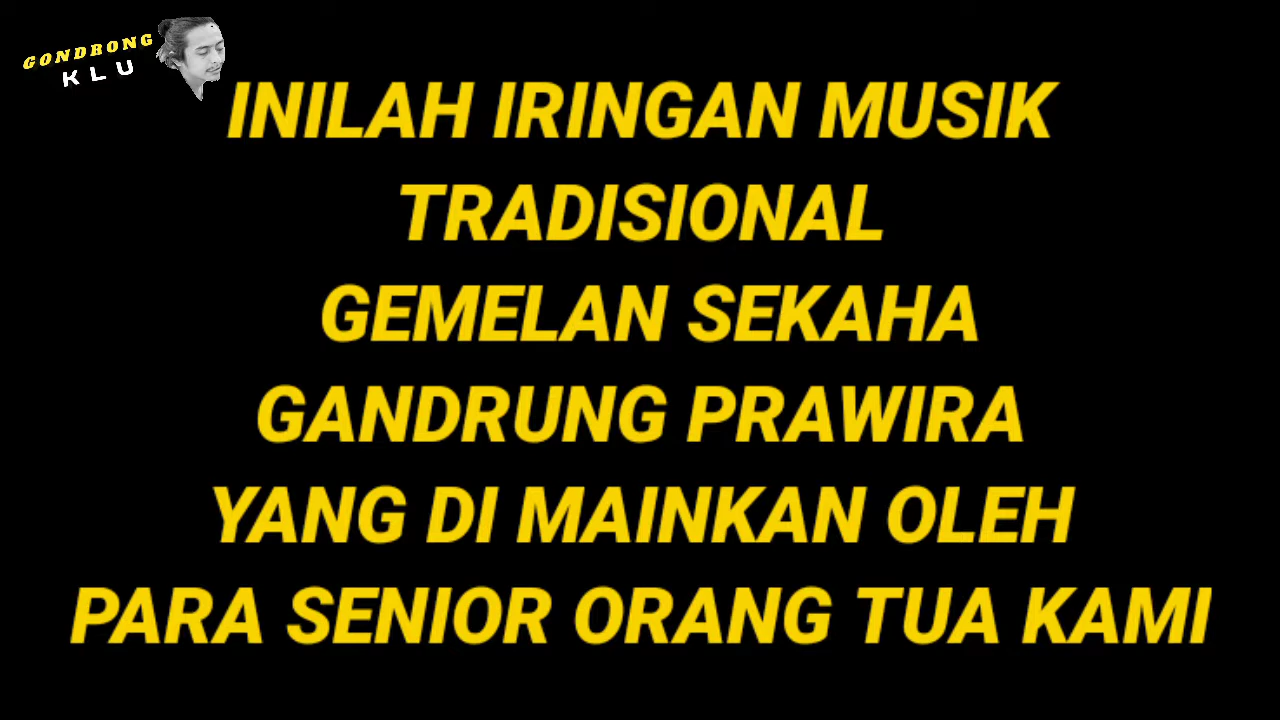 GONDRONG
KLU
INILAH IRINGAN MUSIK
TRADISIONAL
GEMELAN SEKAHA
GANDRUNG PRAWIRA
YANG DI MAINKAN OLEH
PARA SENIOR ORANG TUA KAMI